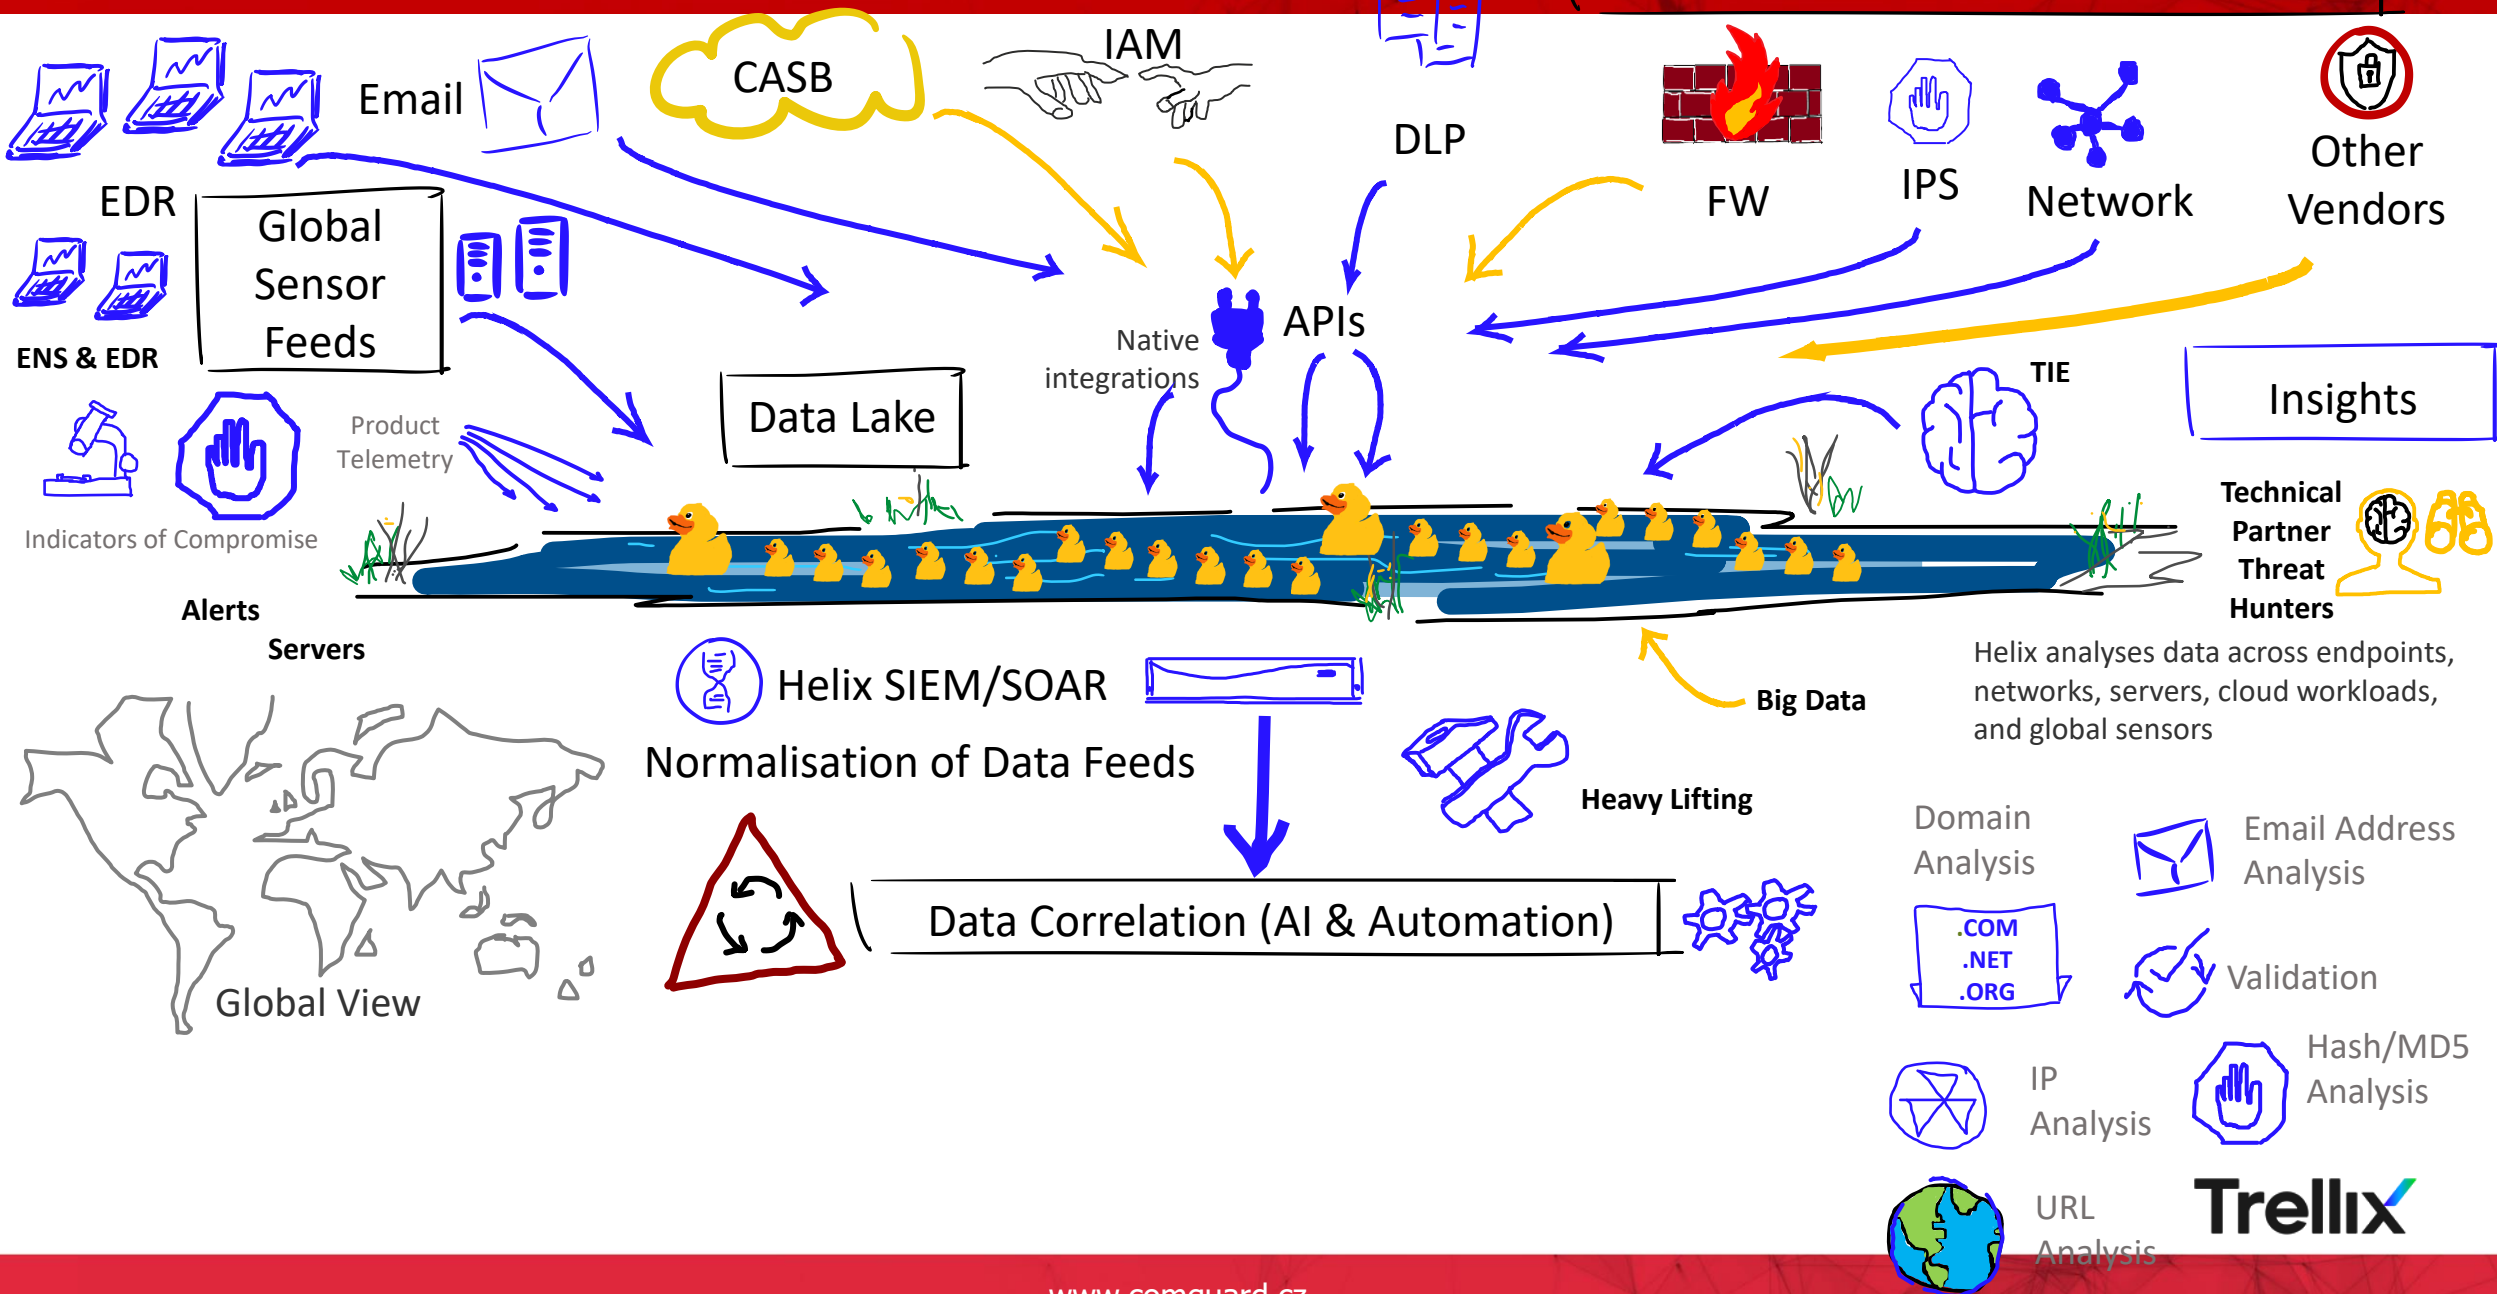 IAM
CASB
Email
DLP
Other
Vendors
IPS
FW
Network
EDR
Global
Sensor
Feeds
ENS & EDR
APIs
Native
integrations
TIE
Insights
Data Lake
Product
Telemetry
Indicators of Compromise
Technical
Partner
Threat
Hunters
Alerts
Servers
Helix SIEM/SOAR
Big Data
Helix analyses data across endpoints,
networks, servers, cloud workloads,
and global sensors
Normalisation of Data Feeds
Heavy Lifting
Domain
Analysis
Email Address
Analysis
Data Correlation (AI & Automation)
.COM
.NET
.ORG
Validation
Global View
Hash/MD5
Analysis
IP
Analysis
URL
Analysis
Trellix
www.comguard.cz